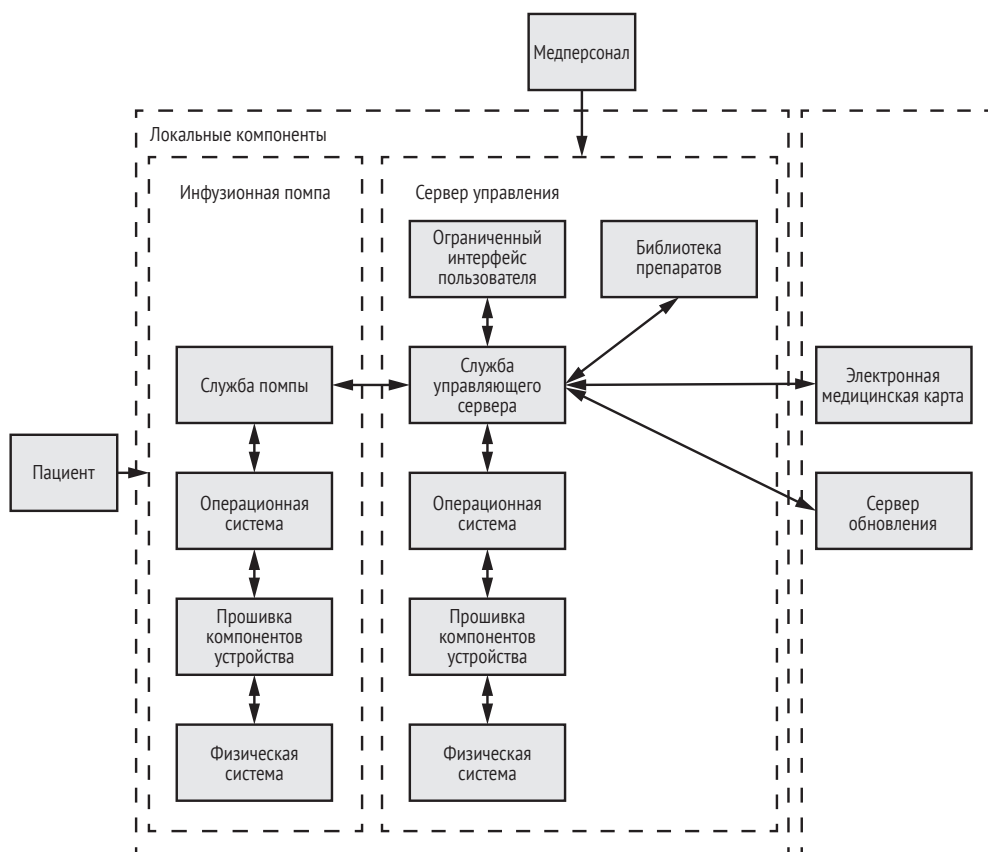 Медперсонал
Локальные компоненты
Инфузионная помпа
Сервер управления
Ограниченный
интерфейс
пользователя
Библиотека
препаратов
Служба помпы
Служба
управляющего
сервера
Электронная
медицинская карта
Пациент
Операционная
система
Операционная
система
Сервер
обновления
Прошивка
компонентов
устройства
Прошивка
компонентов
устройства
Физическая
система
Физическая
система